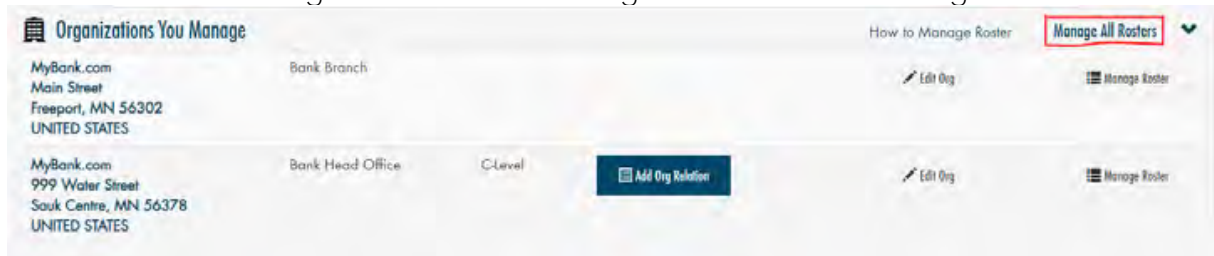 Organizations You Manage How to Manage Roster Manage All Rosters
MyBank.com Bank Branch Edit Org Manage Roster
Main Street
Freeport, MN 56302
UNITED STATES
MyBank.com Bank Head Office C-Level Add Org Relation Edit Org Manage Roster
999 Water Street
Sauk Centre, MN 56378
UNITED STATES